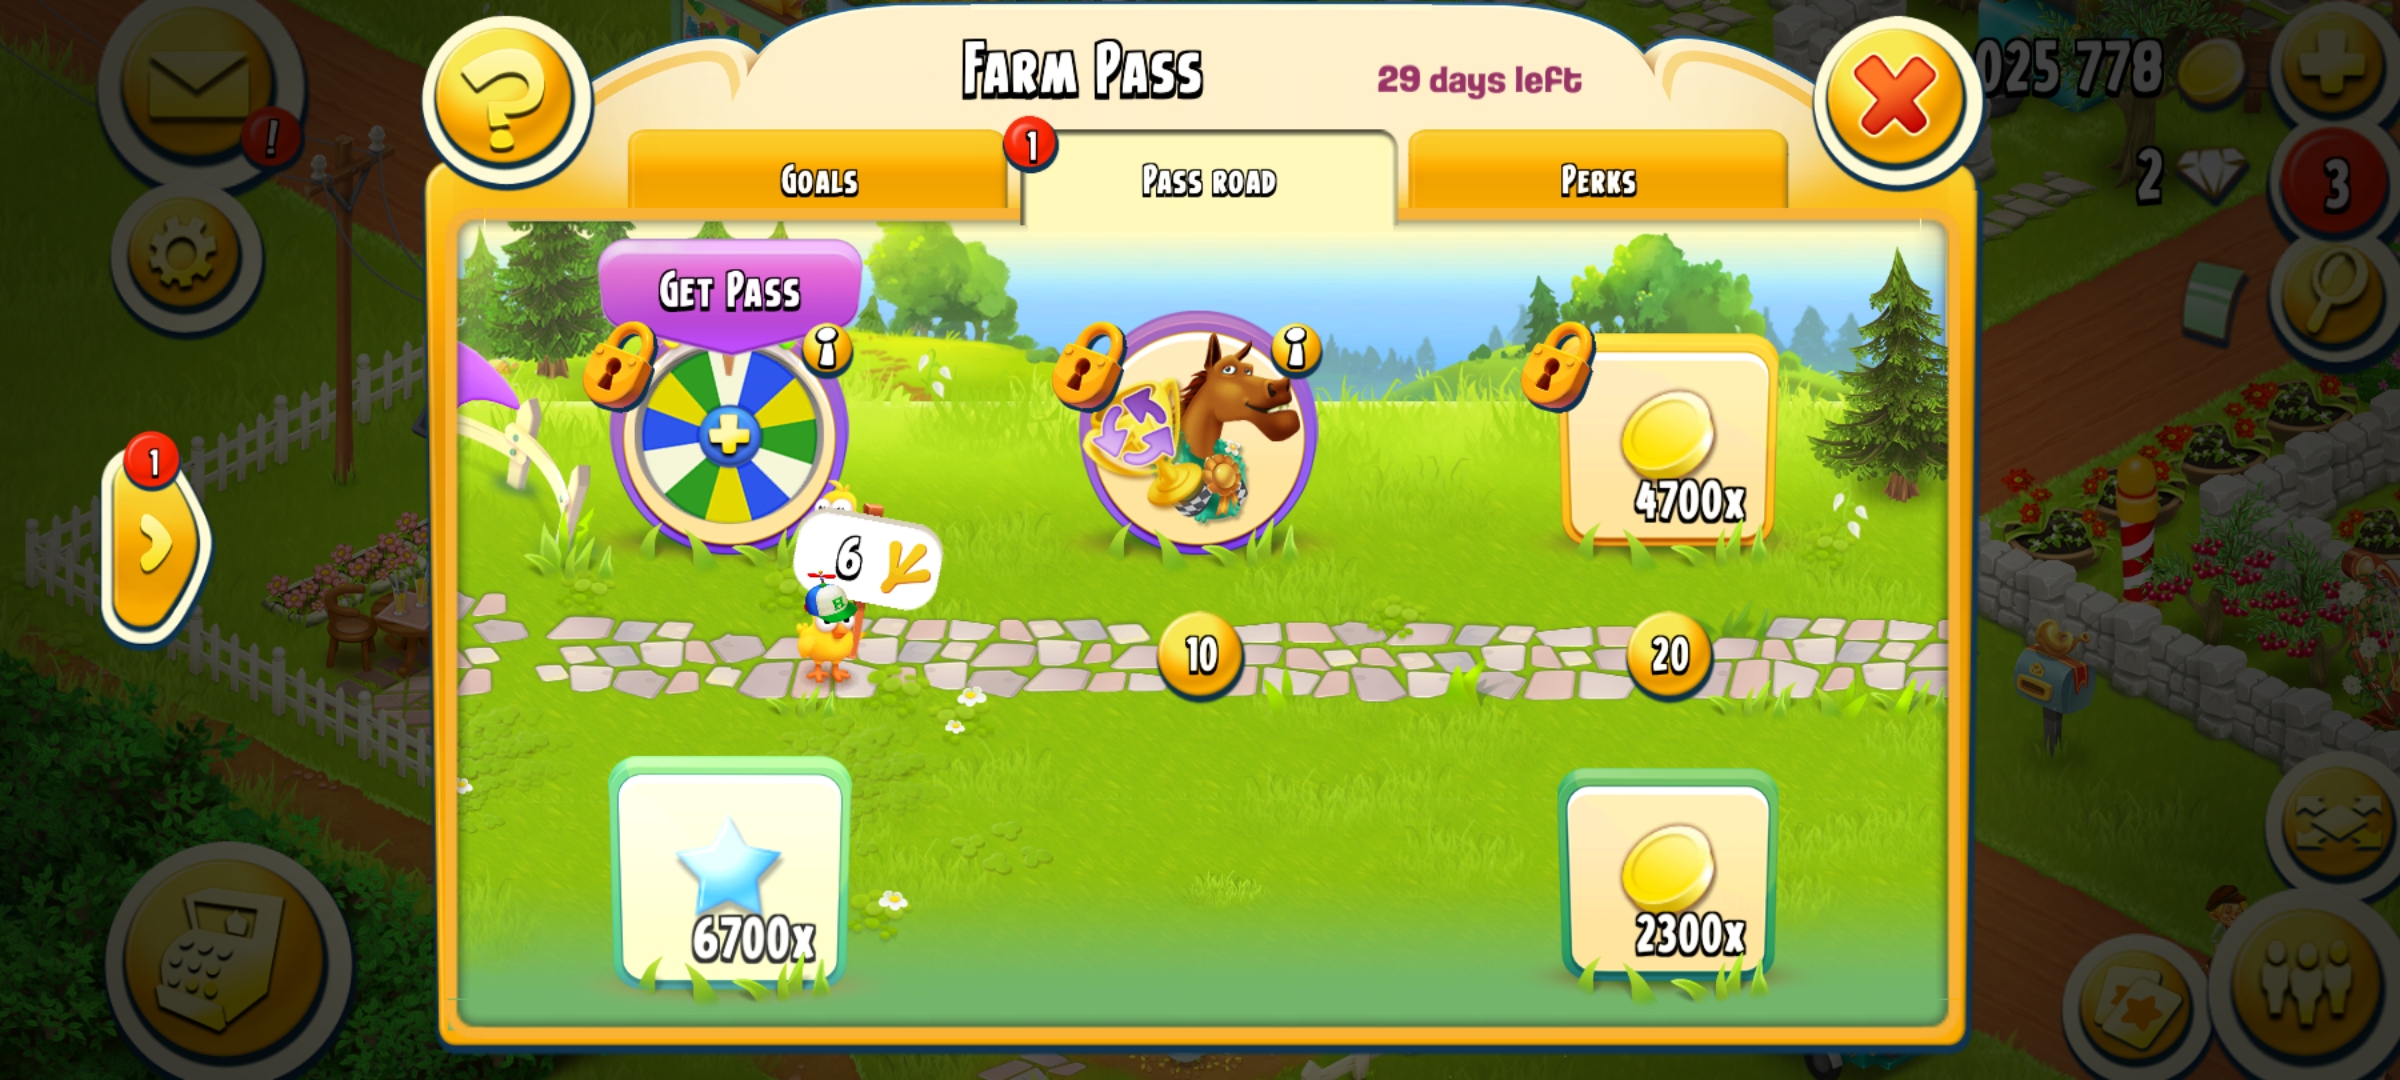 FARM PASS
29 days left
025 778
!
1
GOALS
PASS ROAD
PERKS
2
3
GET PASS
4700x
1
6
H
10
20
6700x
2300x